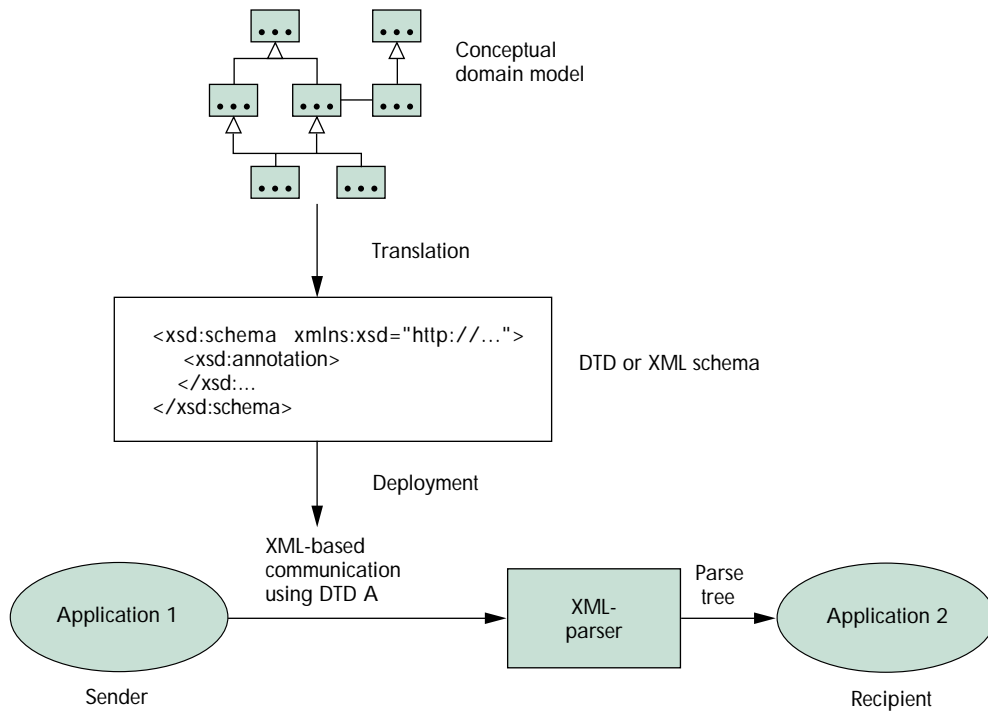 Conceptual
domain model
Translation
<xsd:schema xmlns:xsd="http://...">
<xsd:annotation>
</xsd:...
</xsd:schema>
DTD or XML schema
Deployment
XML-based
communication
using DTD A
Application 1
Sender
XML-
parser
Parse
tree
Application 2
Recipient